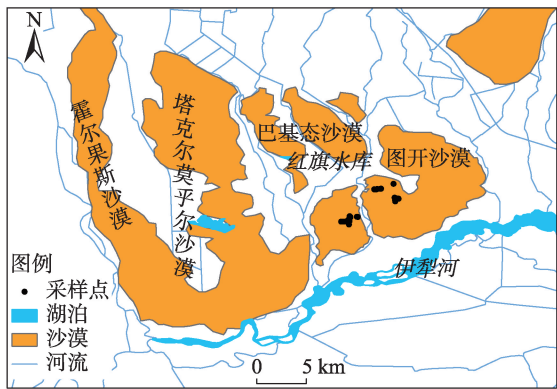 N
霍尔果斯沙漠
塔克尔莫乎尔沙漠
巴基态沙漠
红旗水库
图开沙漠
伊犁河
图例
采样点
湖泊
沙漠
河流
0 5 km